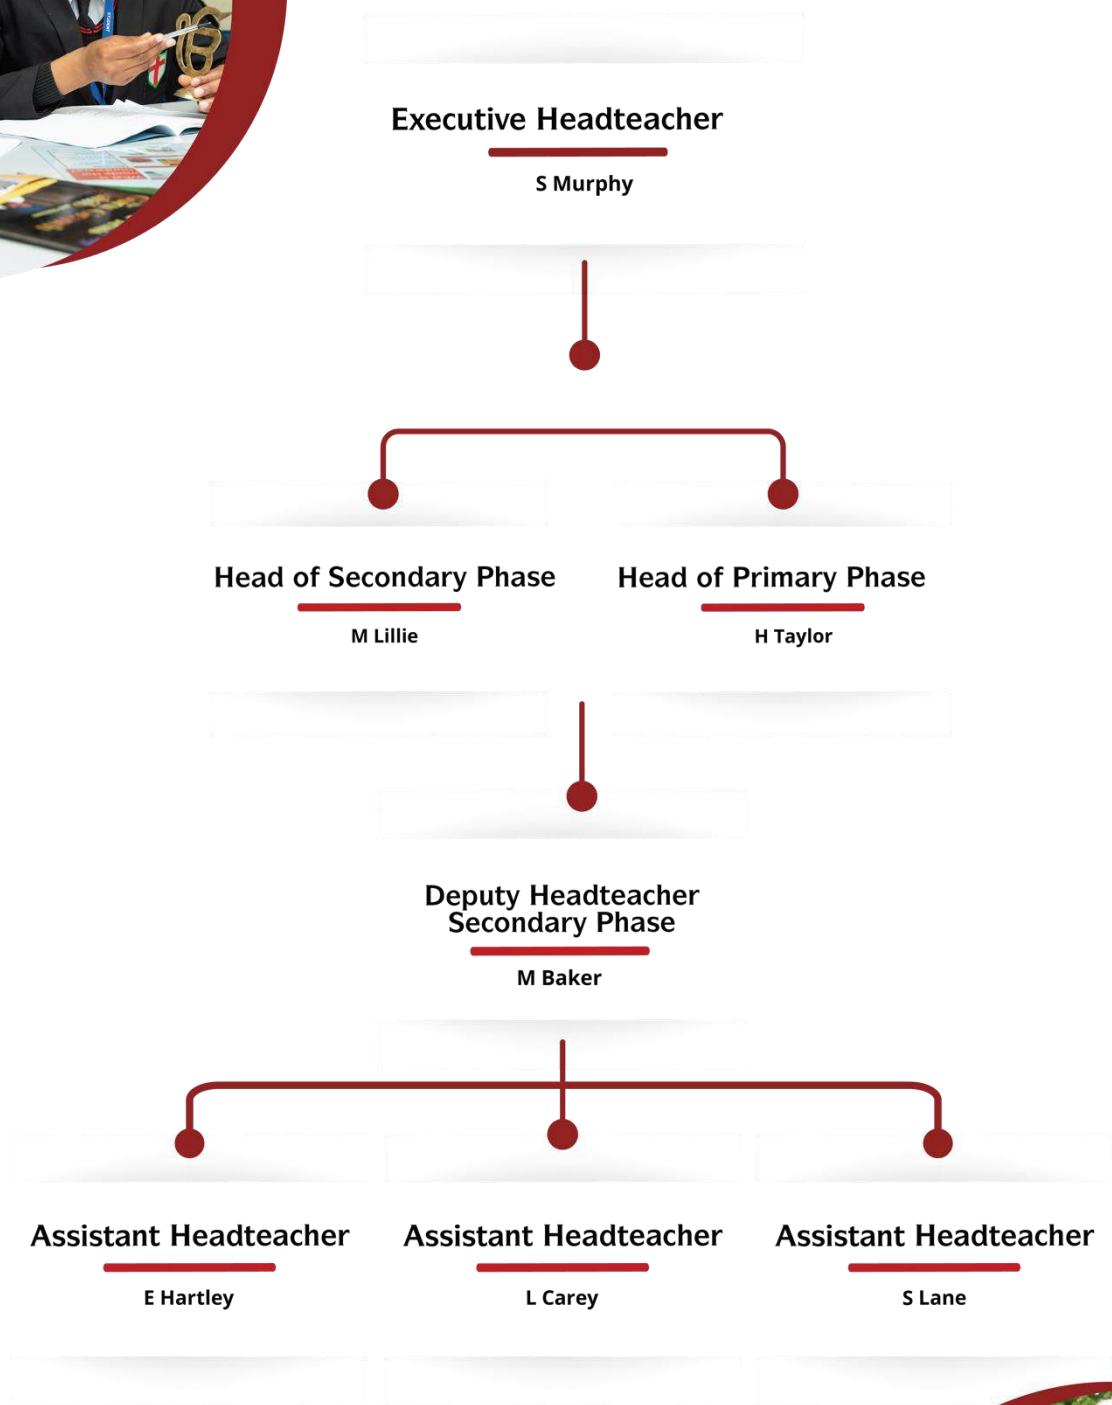 Executive Headteacher
S Murphy
Head of Secondary Phase
M Lillie
Head of Primary Phase
H Taylor
Deputy Headteacher
Secondary Phase
M Baker
Assistant Headteacher
E Hartley
Assistant Headteacher
L Carey
Assistant Headteacher
S Lane